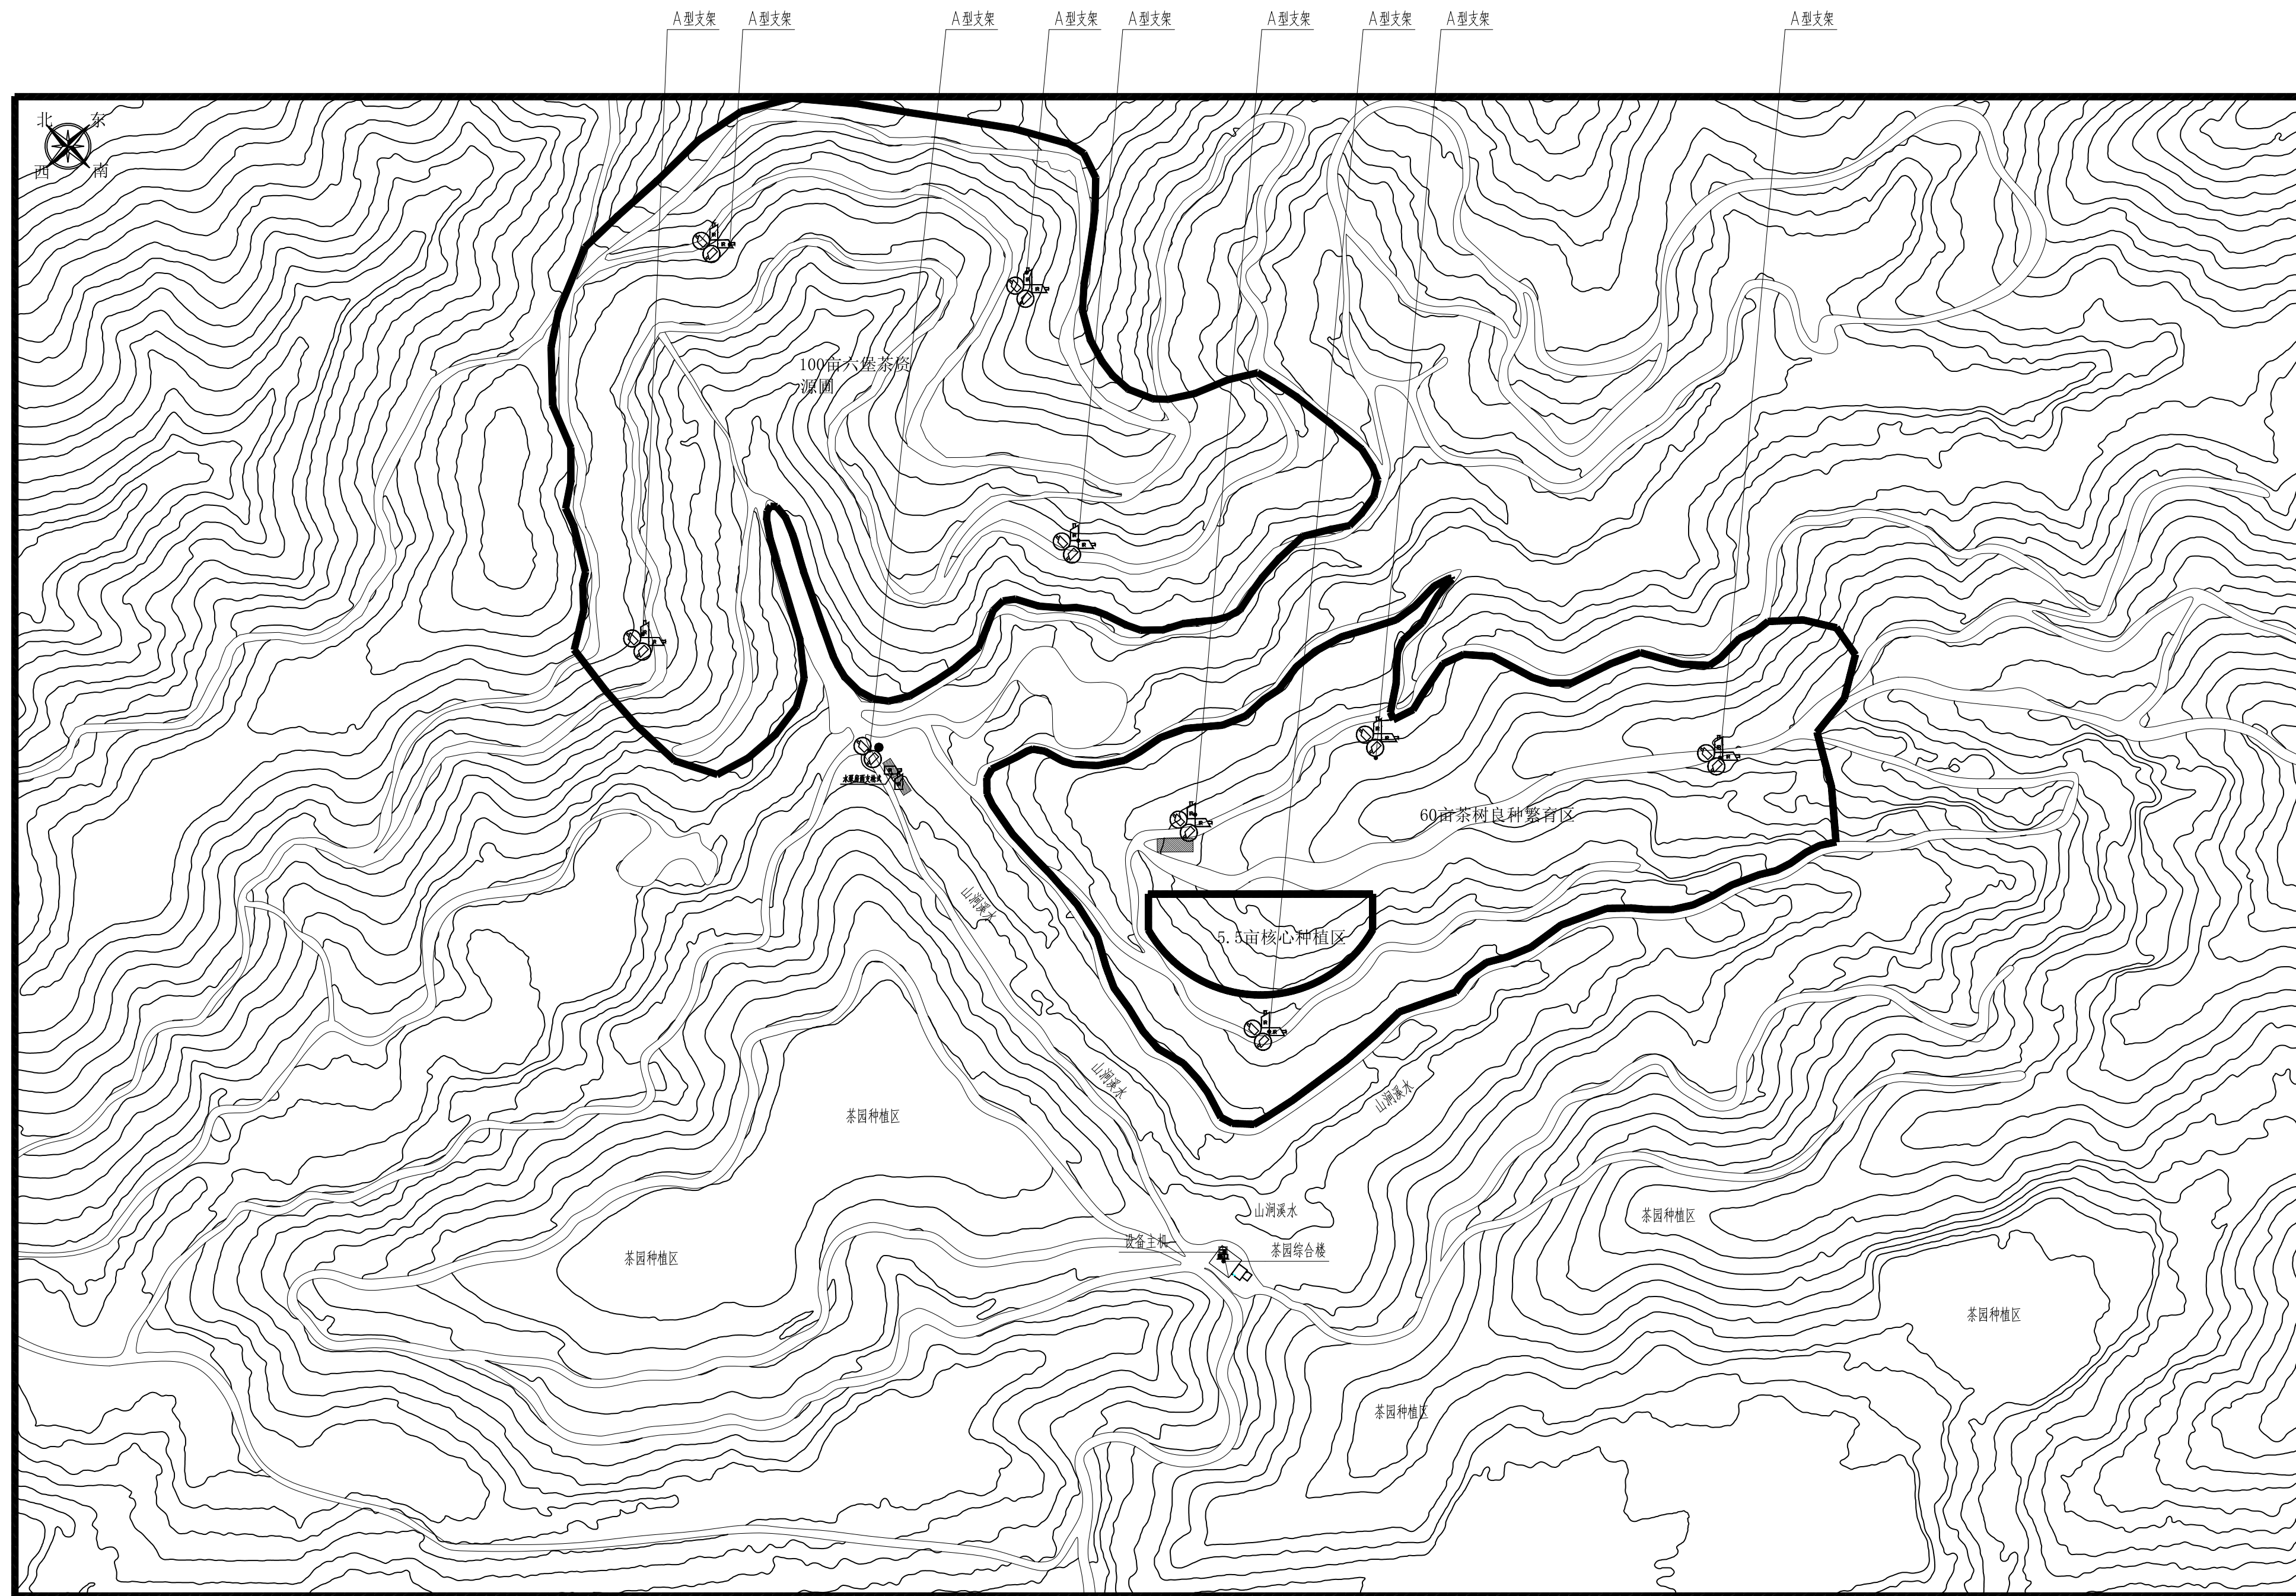 A型支架
A型支架
A型支架
A型支架
A型支架
A型支架
A型支架
A型支架
A型支架
北
东
西
南
100亩六堡茶资
源圃
60亩茶树良种繁育区
山涧溪水
5.5亩核心种植区
山涧溪水
山涧溪水
茶园种植区
山涧溪水
茶园种植区
设备主机
茶园综合楼
茶园种植区
茶园种植区
茶园种植区